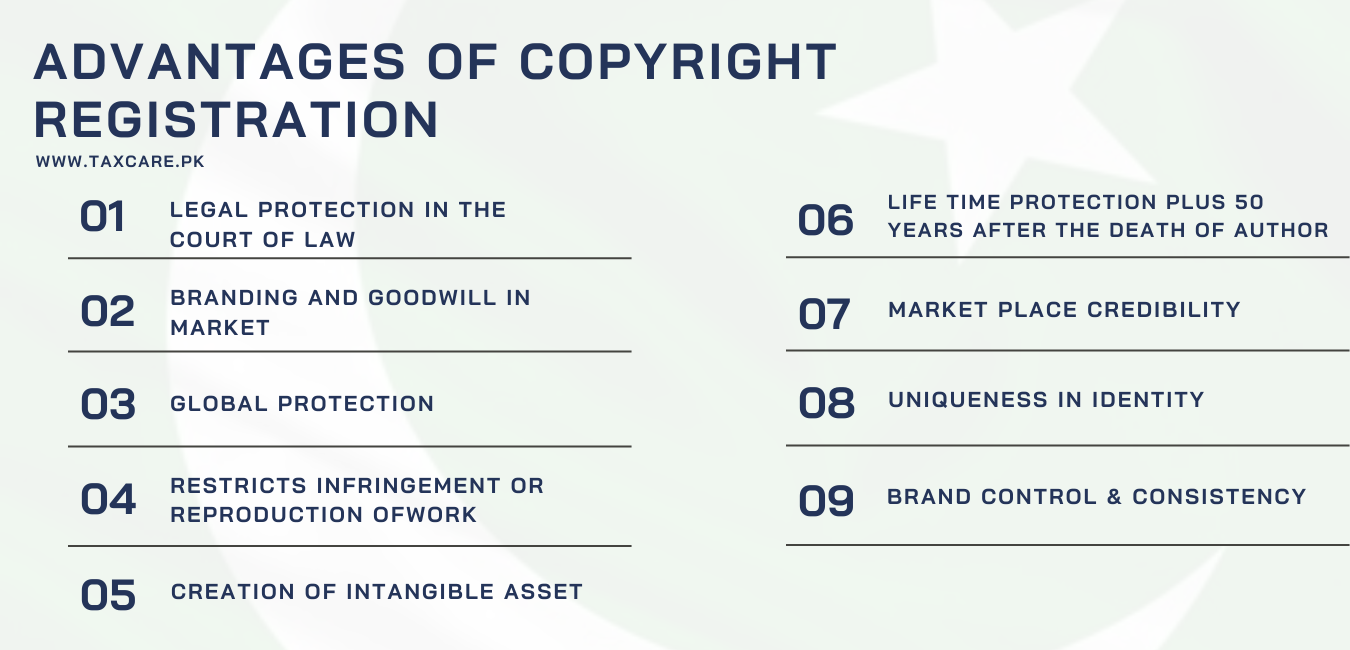 ADVANTAGES OF COPYRIGHT
REGISTRATION
WWW.TAXCARE.PK
01
LEGAL PROTECTION IN THE
COURT OF LAW
02
BRANDING AND GOODWILL IN
MARKET
03
GLOBAL PROTECTION
04
RESTRICTS INFRINGEMENT OR
REPRODUCTION OFWORK
05
CREATION OF INTANGIBLE ASSET
06
LIFE TIME PROTECTION PLUS 50
YEARS AFTER THE DEATH OF AUTHOR
07
MARKET PLACE CREDIBILITY
08
UNIQUENESS IN IDENTITY
09
BRAND CONTROL & CONSISTENCY